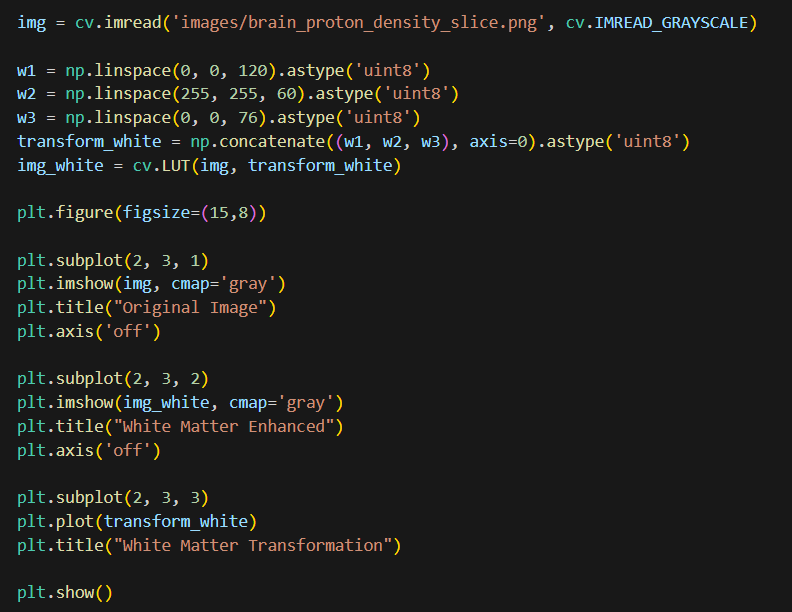 img = cv.imread('images/brain_proton_density_slice.png', cv.IMREAD_GRAYSCALE)
w1 = np.linspace(0, 0, 120).astype('uint8')
w2 = np.linspace(255, 255, 60).astype('uint8')
w3 = np.linspace(0, 0, 76).astype('uint8')
transform_white = np.concatenate((w1, w2, w3), axis=0).astype('uint8')
img_white = cv.LUT(img, transform_white)
plt.figure(figsize=(15,8))
plt.subplot(2, 3, 1)
plt.imshow(img, cmap='gray')
plt.title("Original Image")
plt.axis('off')
plt.subplot(2, 3, 2)
plt.imshow(img_white, cmap='gray')
plt.title("White Matter Enhanced")
plt.axis('off')
plt.subplot(2, 3, 3)
plt.plot(transform_white)
plt.title("White Matter Transformation")
plt.show()